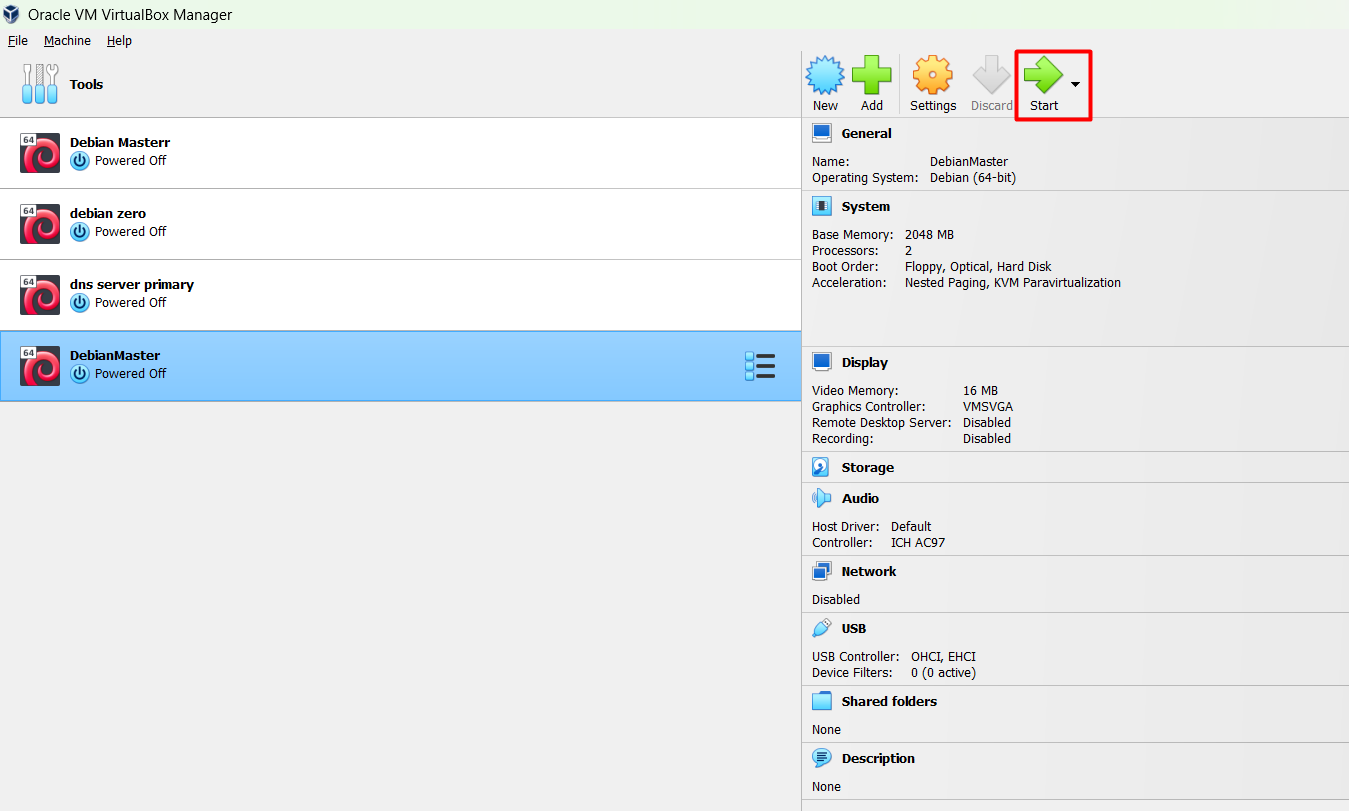 Oracle VM VirtualBox Manager
File Machine Help
Tools
New Add Settings Discard Start
64
Debian Masterr
Powered Off
64
debian zero
Powered Off
64
dns server primary
Powered Off
64
DebianMaster
Powered Off
General
Name: DebianMaster
Operating System: Debian (64-bit)
System
Base Memory: 2048 MB
Processors: 2
Boot Order: Floppy, Optical, Hard Disk
Acceleration: Nested Paging, KVM Paravirtualization
Display
Video Memory: 16 MB
Graphics Controller: VMSVGA
Remote Desktop Server: Disabled
Recording: Disabled
Storage
Audio
Host Driver: Default
Controller: ICH AC97
Network
Disabled
USB
USB Controller: OHCI, EHCI
Device Filters: 0 (0 active)
Shared folders
None
Description
None